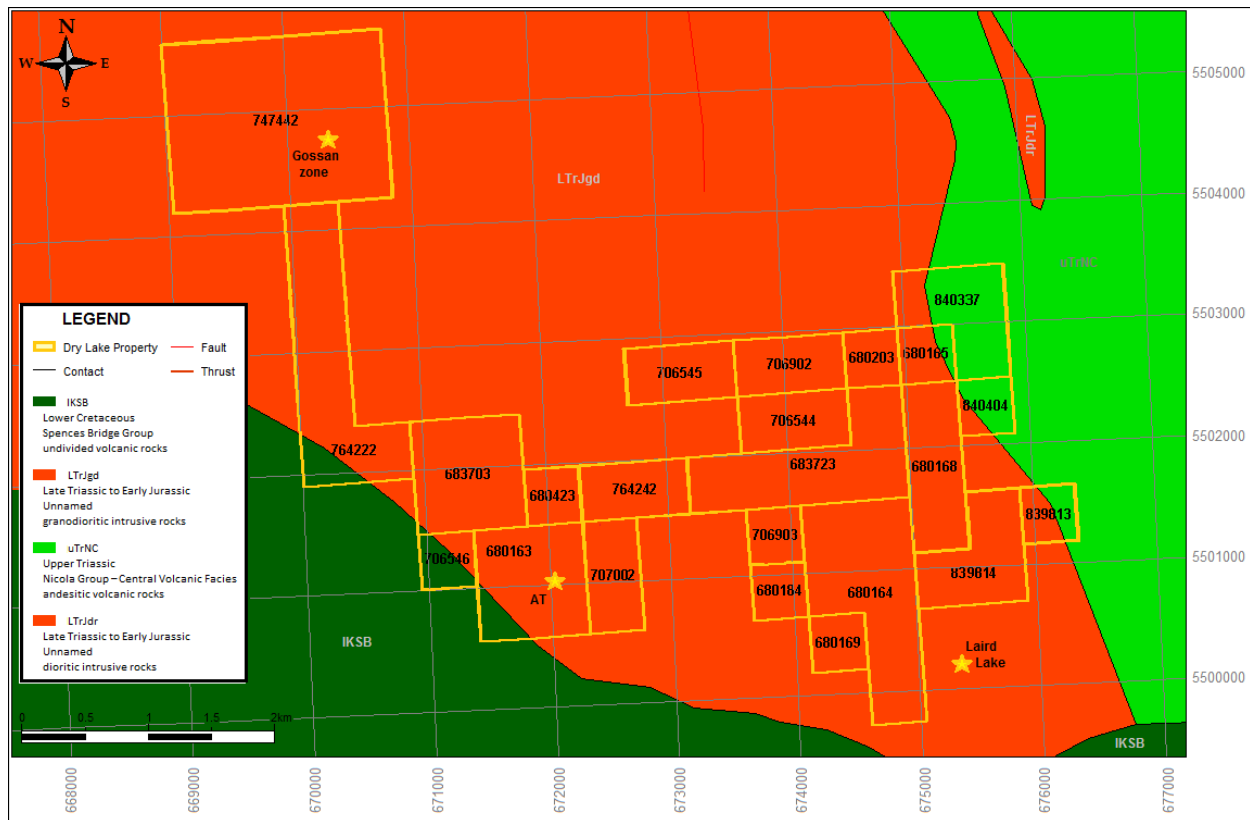 N
W E
S
747442
Gossan
zone
LTrJgd
LTrJdr
uTrNC
840337
706545
706902
680203
680165
840404
706544
764222
683703
683723
680168
680423
764242
839813
706903
706546
680163
707002
839814
680184
680164
AT
680169
Laird
Lake
IKSB
IKSB
LEGEND
Dry Lake Property
Fault
Contact
Thrust
IKSB
Lower Cretaceous
Spences Bridge Group
undivided volcanic rocks
LTrJgd
Late Triassic to Early Jurassic
Unnamed
granodioritic intrusive rocks
uTrNC
Upper Triassic
Nicola Group – Central Volcanic Facies
andesitic volcanic rocks
LTrJdr
Late Triassic to Early Jurassic
Unnamed
dioritic intrusive rocks
0 0.5 1 1.5 2km
5505000
5504000
5503000
5502000
5501000
5500000
668000 669000 670000 671000 672000 673000 674000 675000 676000 677000